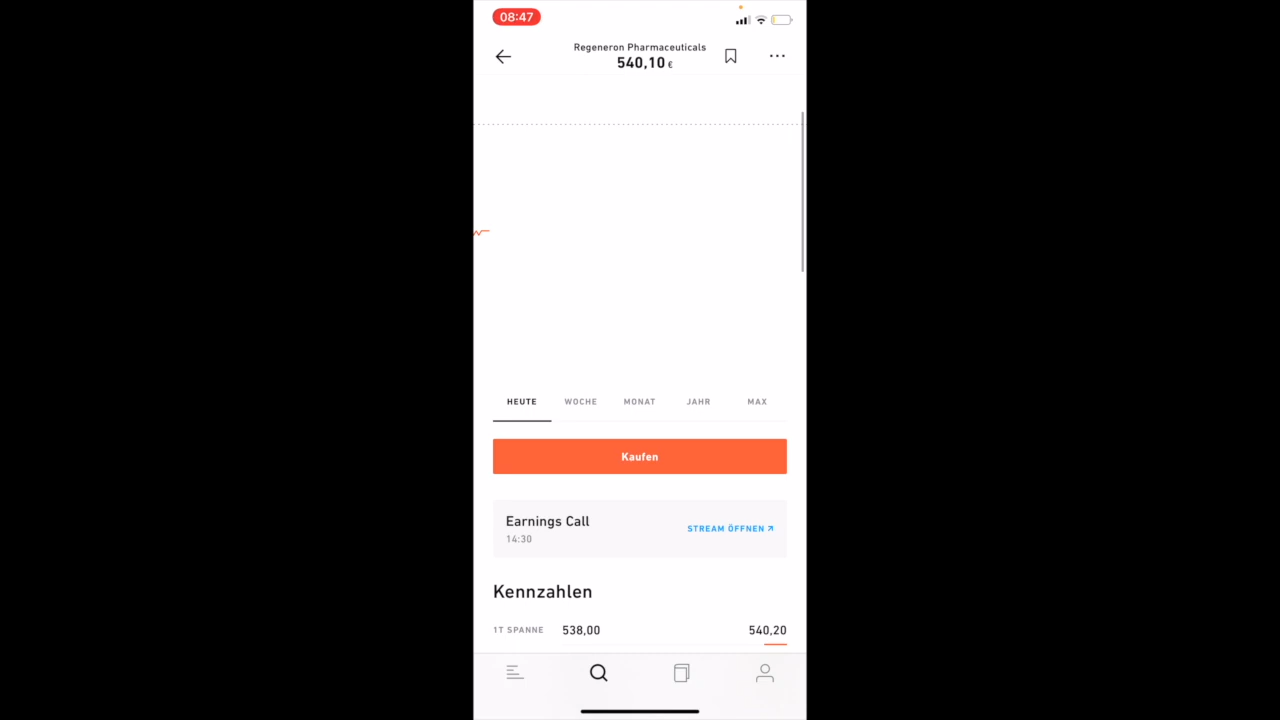 08:47
Regeneron Pharmaceuticals
540,10 €
HEUTE WOCHE MONAT JAHR MAX
Kaufen
Earnings Call
14:30
STREAM ÖFFNEN
Kennzahlen
1T SPANNE 538,00 540,20